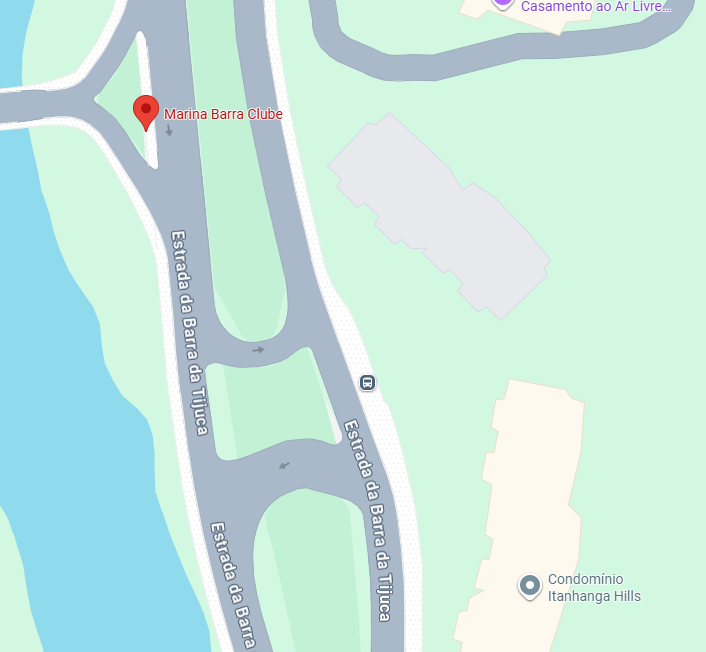 Casamento ao Ar Livre...
Marina Barra Clube
Estrada da Barra da Tijuca
Estrada da Barra da Tijuca
Estrada da Barra
Condomínio
Itanhanga Hills